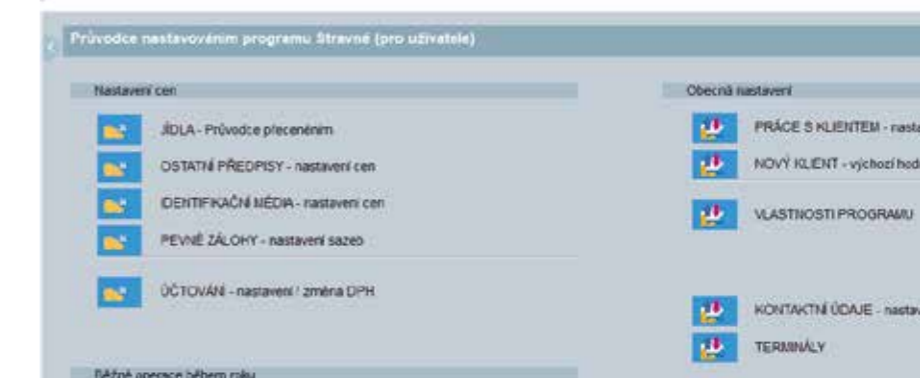 Průvodce nastavováním programu Stravné (pro uživatele)
Nastavení cen
JÍDLA - Průvodce přeceněním
OSTATNÍ PŘEDPISY - nastavení cen
IDENTIFIKAČNÍ MÉDIA - nastavení cen
PEVNÉ ZÁLOHY - nastavení sazeb
ÚČTOVÁNÍ - nastavení / změna DPH
Běžné operace během roku
Obecná nastavení
PRÁCE S KLIENTEM - nasta
NOVÝ KLIENT - výchozí hod
VLASTNOSTI PROGRAMU
KONTAKTNÍ ÚDAJE - nastav
TERMINÁLY